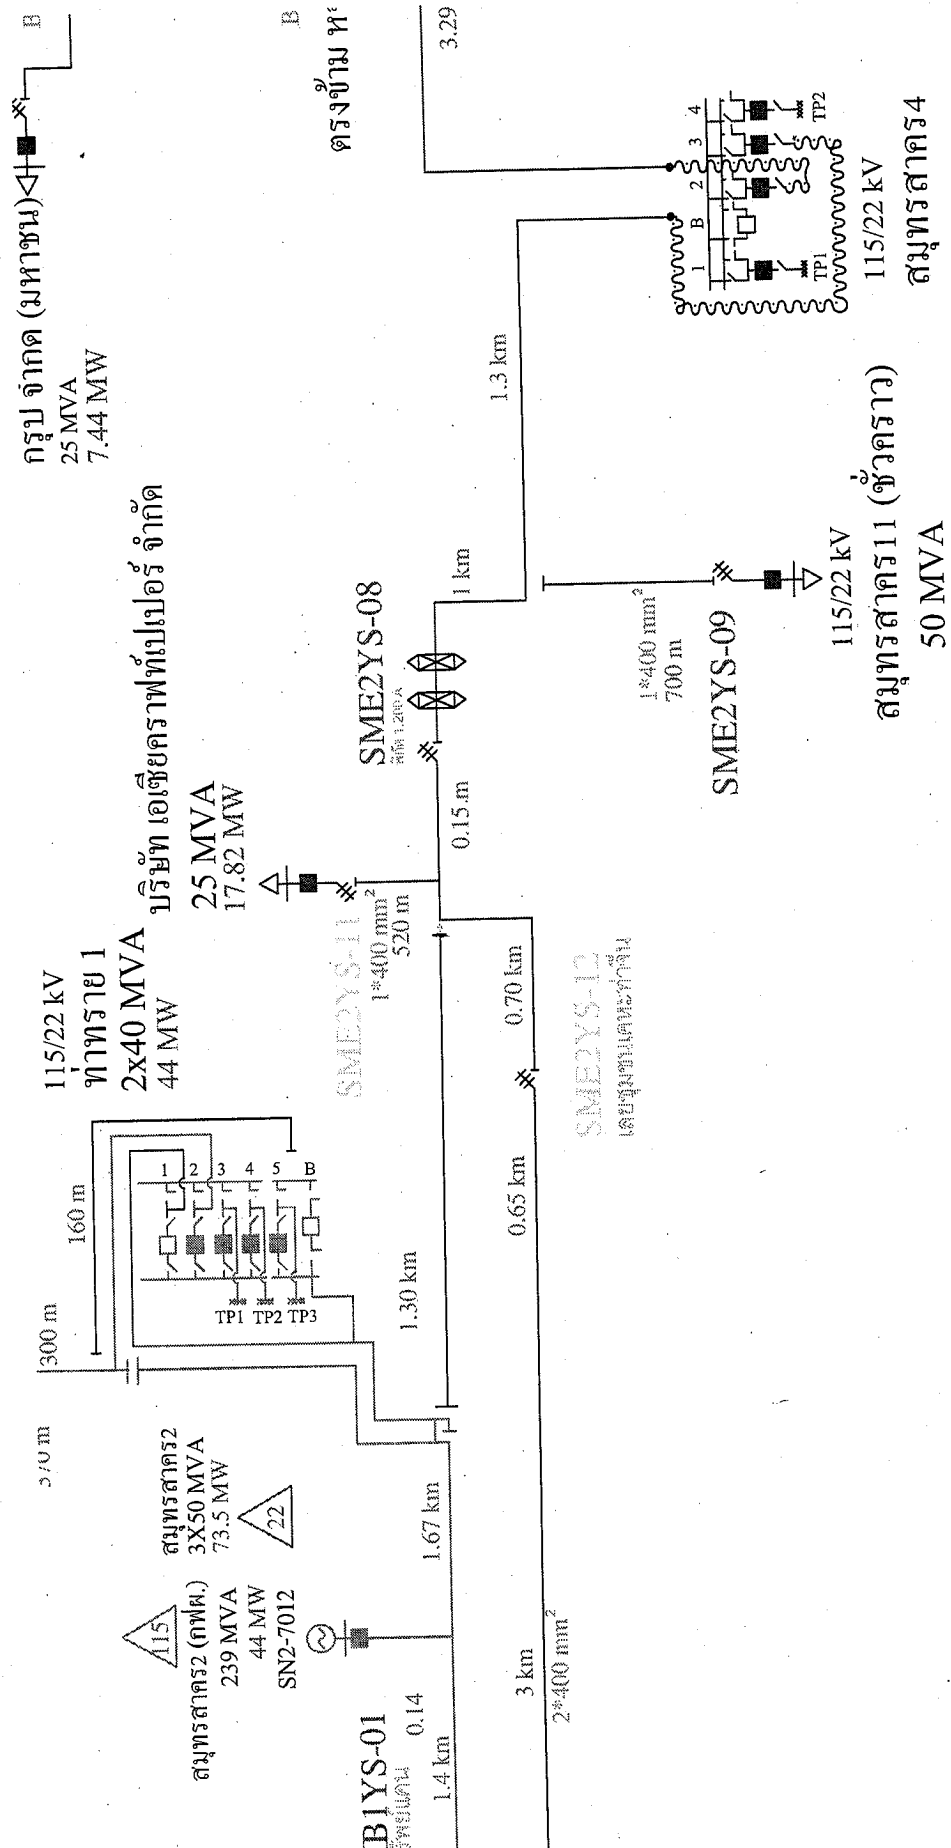 B
B
กรุป จำกัด (มหาชน)
25 MVA
7.44 MW
ตรงข้าม
3.29
บริษัท เอเซียคราฟท์เปเปอร์ จำกัด
25 MVA
17.82 MW
SME2YS-11
1*400 mm²
520 m
SME2YS-08
1 km
1.3 km
0.15.m
1 B 2 3 4
TP1
TP2
115/22 kV
สมุทรสาคร4
1*400 mm²
700 m
SME2YS-09
115/22 kV
สมุทรสาคร11 (ชั่วคราว)
50 MVA
115/22 kV
ท่าทราย 1
2x40 MVA
44 MW
160 m
300 m
1
2
3
4
5
B
TP1 TP2 TP3
1.30 km
0.70 km
0.65 km
SME2YS-12
สมุทรสาคร2
3X50 MVA
73.5 MW
22
115
สมุทรสาคร2 (กฟผ.)
239 MVA
44 MW
SN2-7012
1.67 km
B1YS-01
0.14
1.4 km
3 km
2*400 mm²